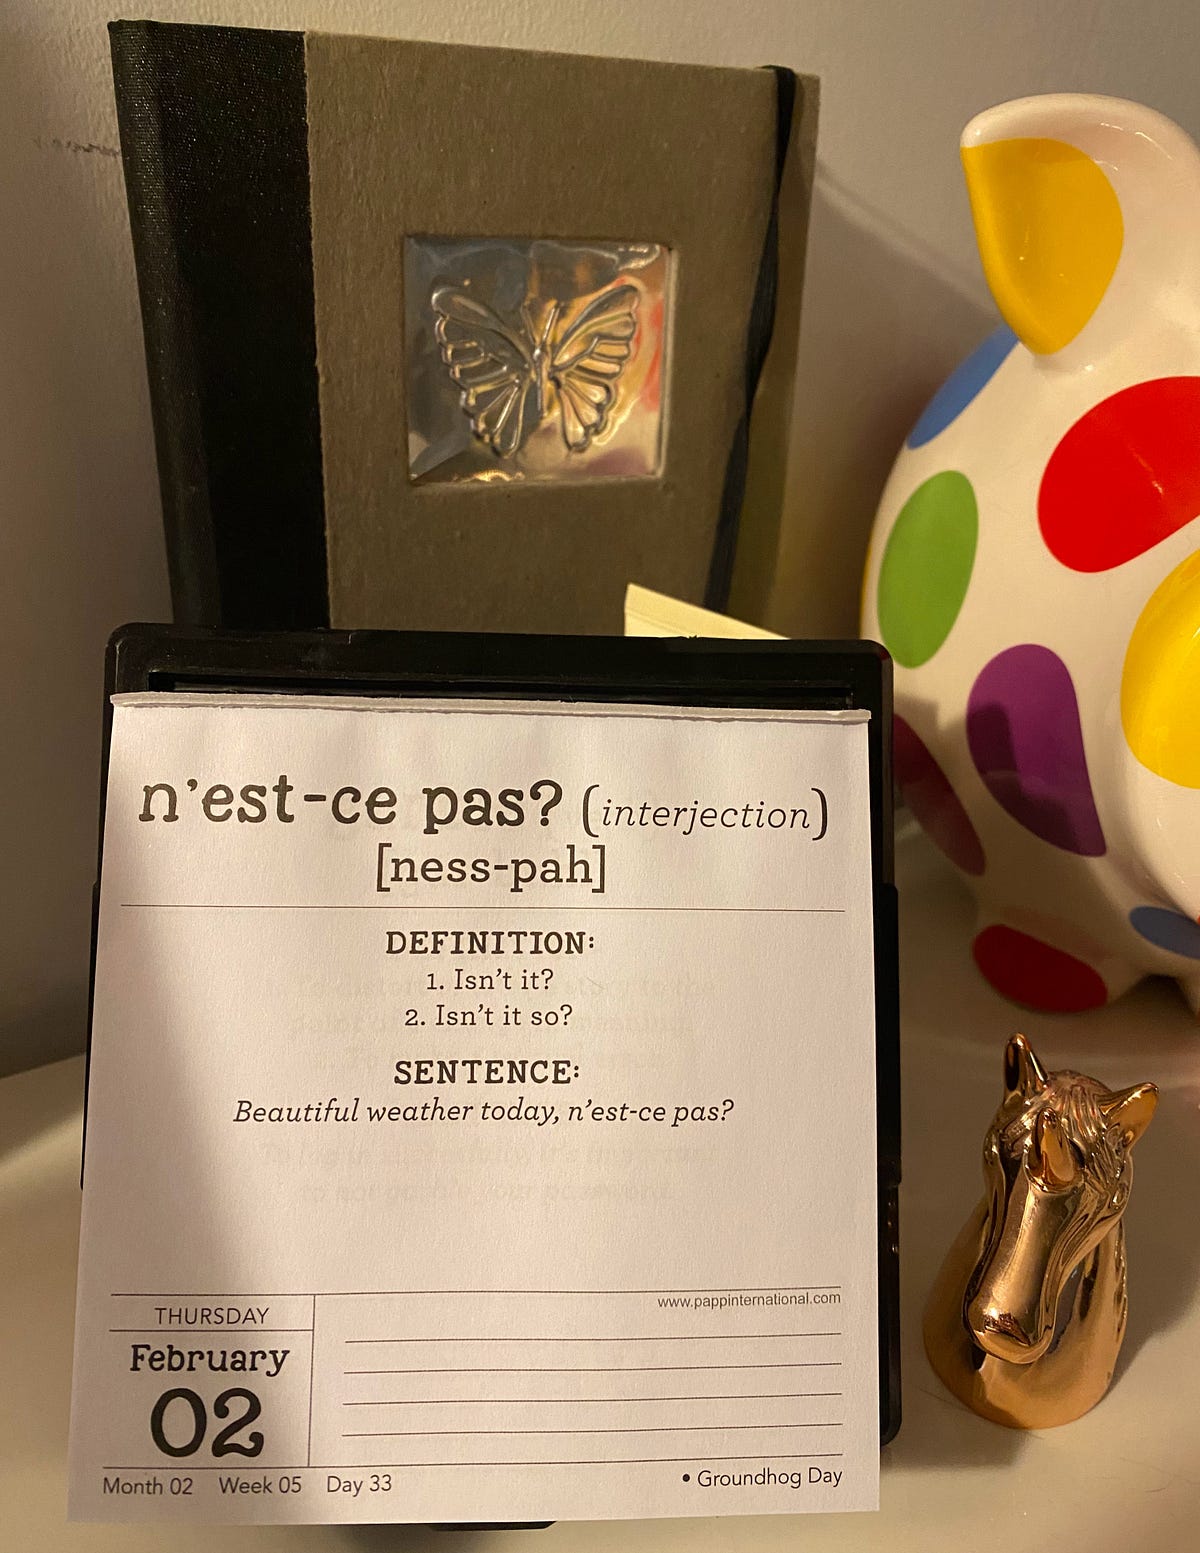 n'est-ce pas? (interjection)
[ness-pah]
DEFINITION:
1. Isn't it?
2. Isn't it so?
SENTENCE:
Beautiful weather today, n'est-ce pas?
www.pappinternational.com
THURSDAY
February
02
Month 02 Week 05 Day 33
• Groundhog Day